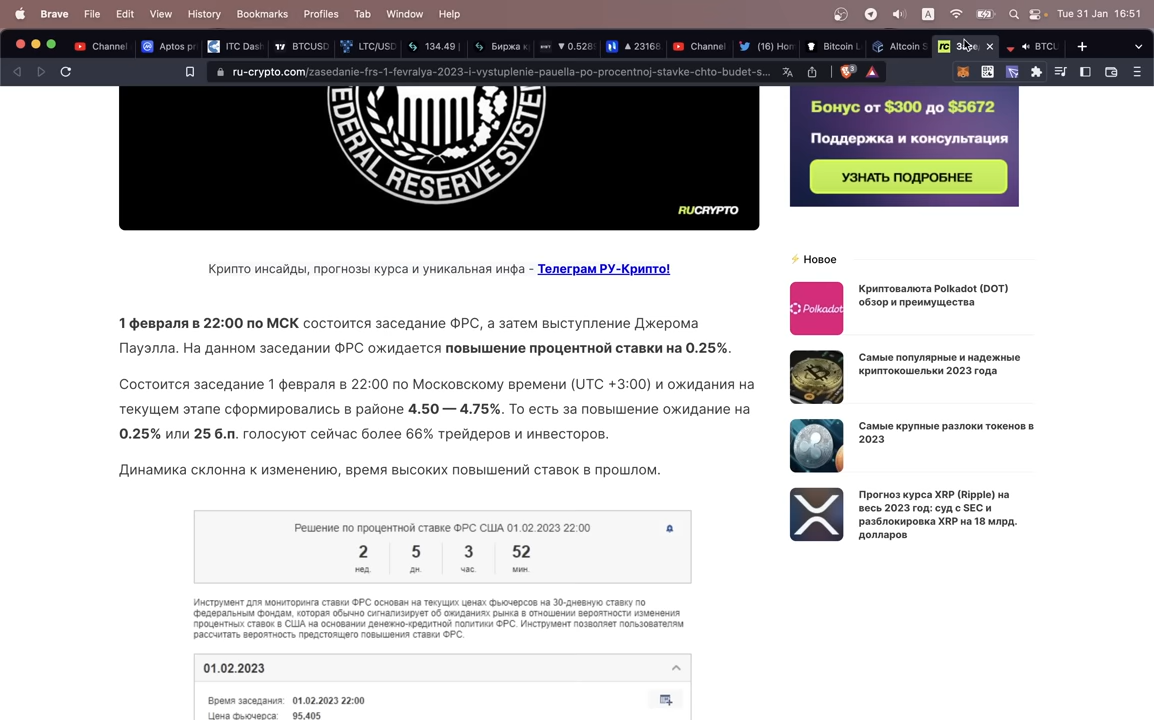 Brave File Edit View History Bookmarks Profiles Tab Window Help
A Tue 31 Jan 16:51
Channel Aptos pr ITC Das BTCUSD LTC/USD 134.49 Биржа к ▼ 0.528 ▲ 23168. Channel (16) Hom Bitcoin L Altcoin S BTCU
ru-crypto.com/zasedanie-frs-1-fevralya-2023-i-vystuplenie-pauella-po-procentnoj-stavke-chto-budet-s...
FEDERAL RESERVE SYSTEM
RUCRYPTO
Бонус от $300 до $5672
Поддержка и консультация
УЗНАТЬ ПОДРОБНЕЕ
Крипто инсайды, прогнозы курса и уникальная инфа - Телеграм РУ-Крипто!
1 февраля в 22:00 по МСК состоится заседание ФРС, а затем выступление Джерома
Пауэлла. На данном заседании ФРС ожидается повышение процентной ставки на 0.25%.
Состоится заседание 1 февраля в 22:00 по Московскому времени (UTC +3:00) и ожидания на
текущем этапе сформировались в районе 4.50 — 4.75%. То есть за повышение ожидание на
0.25% или 25 б.п. голосуют сейчас более 66% трейдеров и инвесторов.
Динамика склонна к изменению, время высоких повышений ставок в прошлом.
Решение по процентной ставке ФРС США 01.02.2023 22:00
2 5 3 52
нед. дн. час. мин.
Инструмент для мониторинга ставки ФРС основан на текущих ценах фьючерсов на 30-дневную ставку по
федеральным фондам, которая обычно сигнализирует об ожиданиях рынка в отношении вероятности изменения
процентных ставок в США на основании денежно-кредитной политики ФРС. Инструмент позволяет пользователям
рассчитать вероятность предстоящего повышения ставки ФРС.
01.02.2023
Время заседания: 01.02.2023 22:00
Цена фьючерса: 95,405
Новое
Криптовалюта Polkadot (DOT)
обзор и преимущества
Polkadot
Самые популярные и надежные
криптокошельки 2023 года
Самые крупные разлоки токенов в
2023
Прогноз курса XRP (Ripple) на
весь 2023 год: суд с SEC и
разблокировка XRP на 18 млрд.
долларов